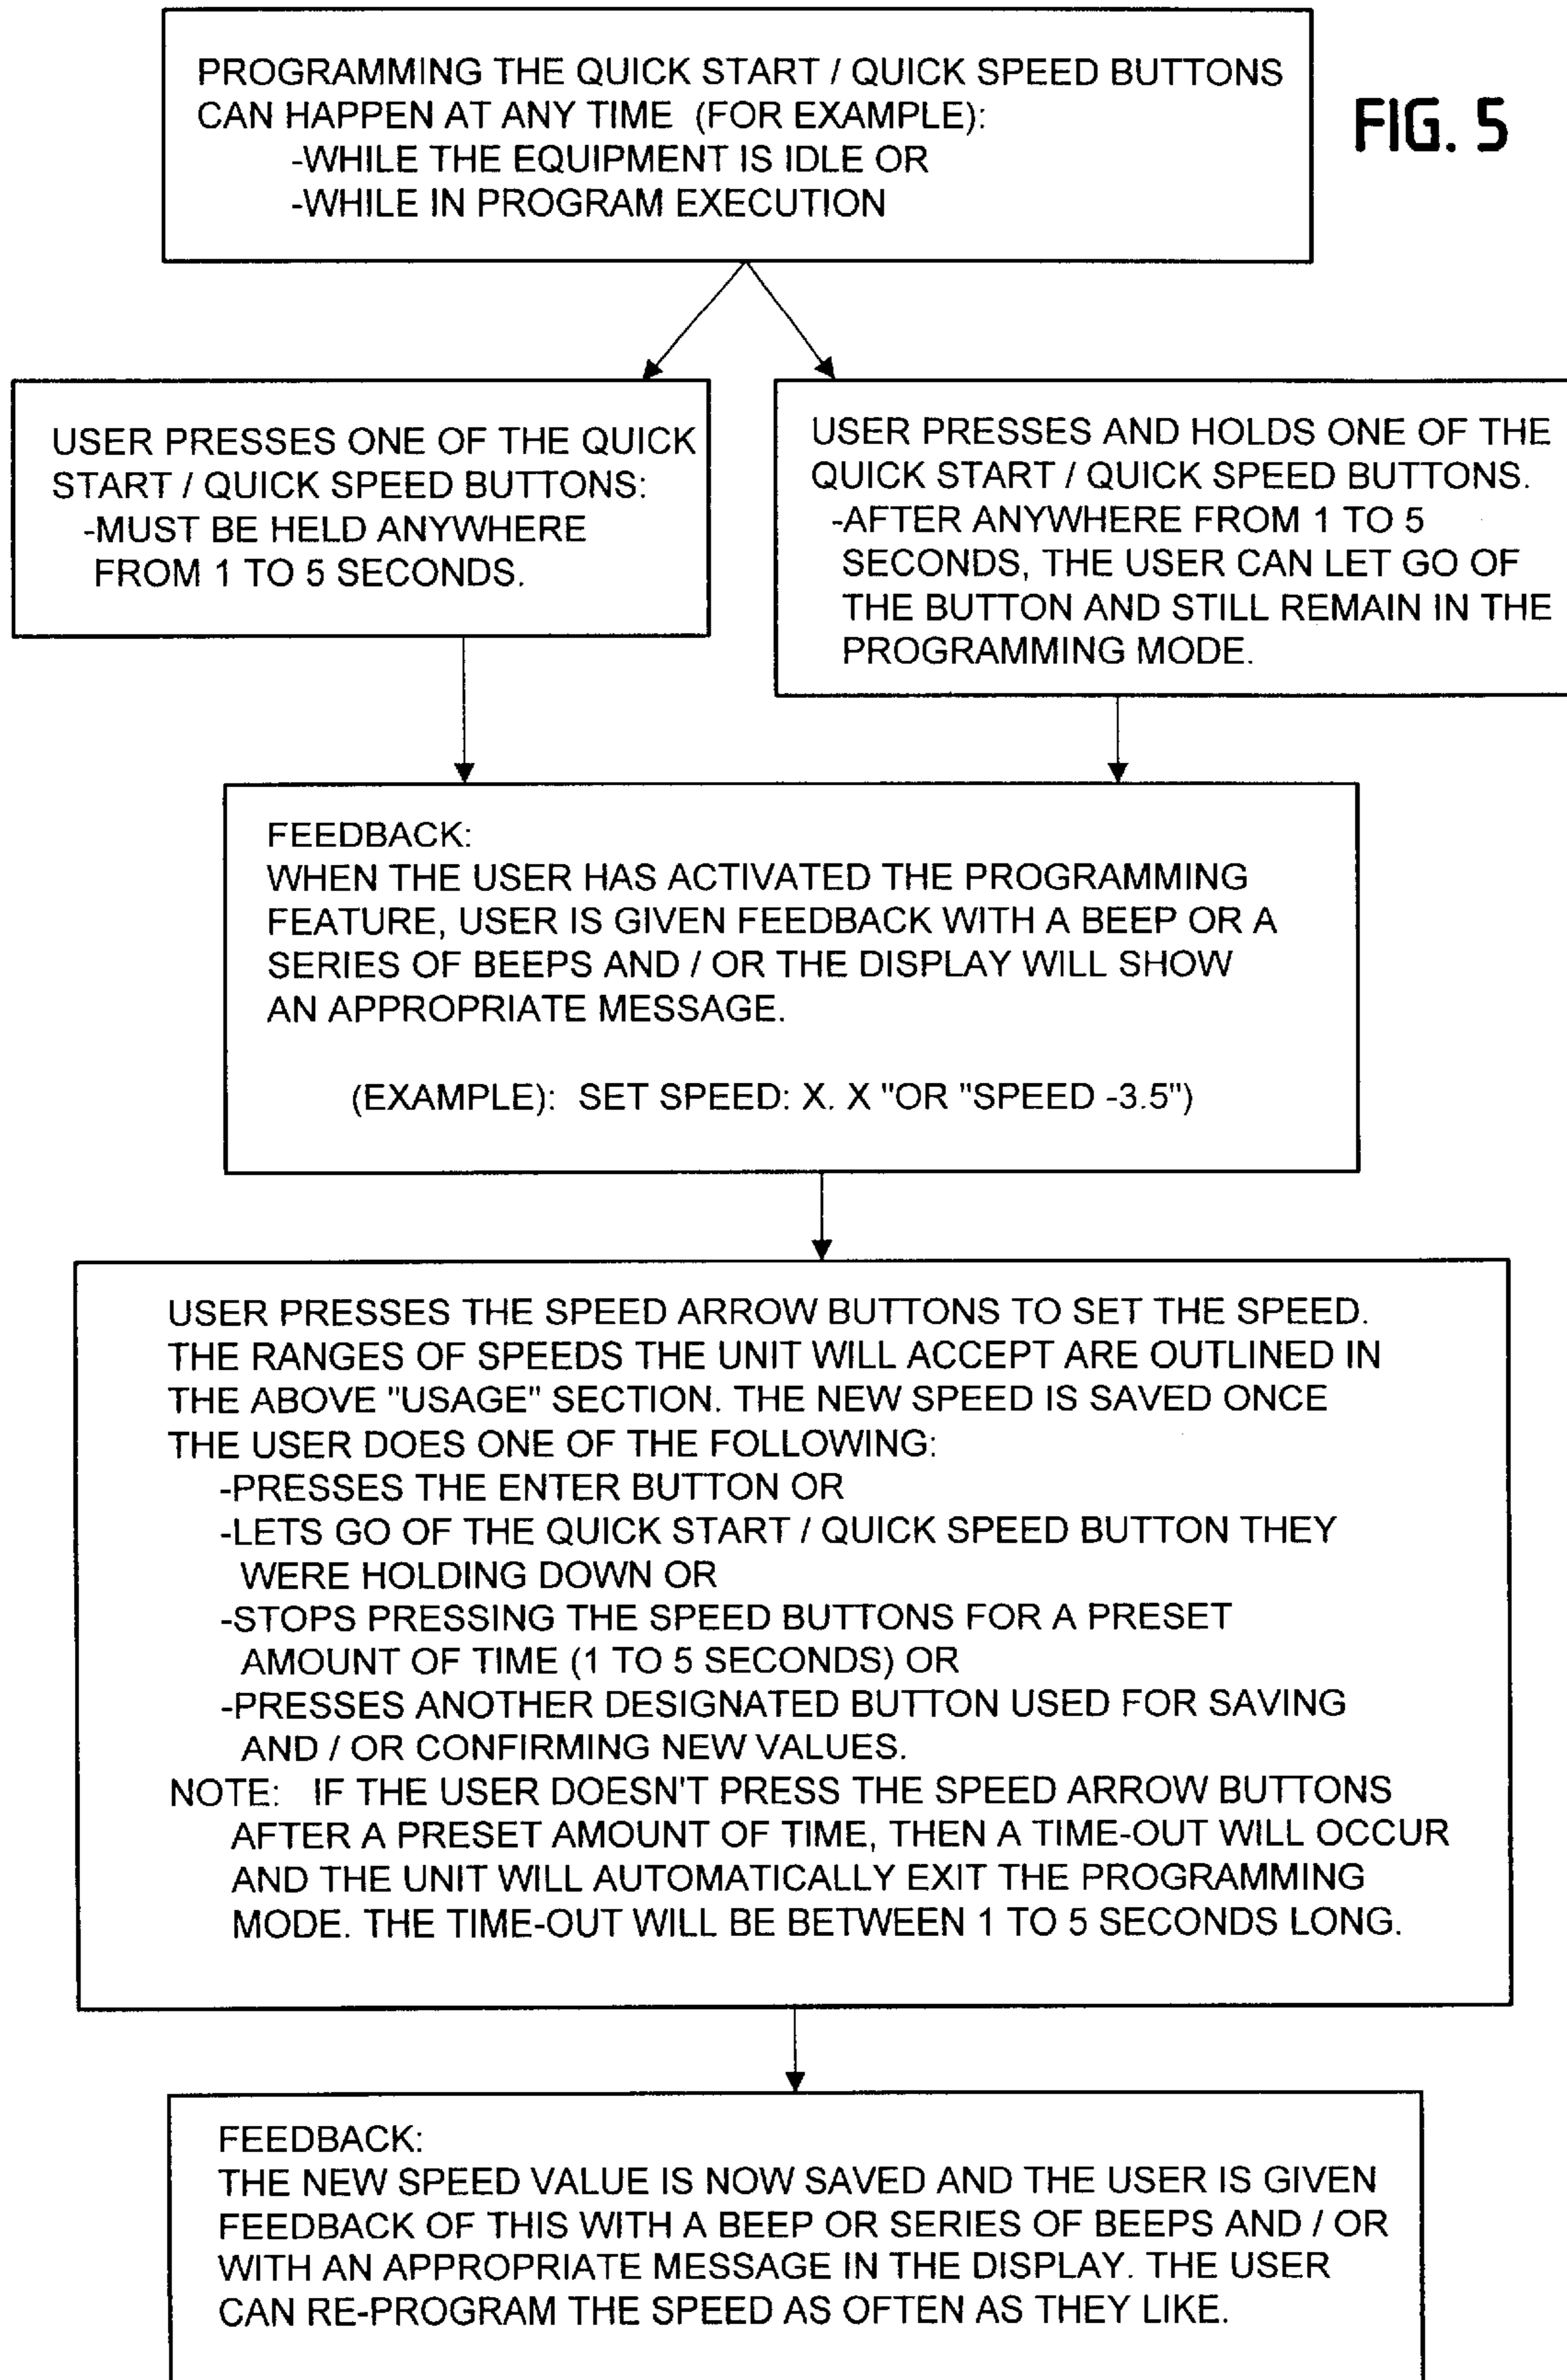 PROGRAMMING THE QUICK START / QUICK SPEED BUTTONS
CAN HAPPEN AT ANY TIME (FOR EXAMPLE):
-WHILE THE EQUIPMENT IS IDLE OR
-WHILE IN PROGRAM EXECUTION
FIG. 5
USER PRESSES ONE OF THE QUICK
START / QUICK SPEED BUTTONS:
-MUST BE HELD ANYWHERE
FROM 1 TO 5 SECONDS.
USER PRESSES AND HOLDS ONE OF THE
QUICK START / QUICK SPEED BUTTONS.
-AFTER ANYWHERE FROM 1 TO 5
SECONDS, THE USER CAN LET GO OF
THE BUTTON AND STILL REMAIN IN THE
PROGRAMMING MODE.
FEEDBACK:
WHEN THE USER HAS ACTIVATED THE PROGRAMMING
FEATURE, USER IS GIVEN FEEDBACK WITH A BEEP OR A
SERIES OF BEEPS AND / OR THE DISPLAY WILL SHOW
AN APPROPRIATE MESSAGE.
(EXAMPLE): SET SPEED: X. X "OR "SPEED -3.5")
USER PRESSES THE SPEED ARROW BUTTONS TO SET THE SPEED.
THE RANGES OF SPEEDS THE UNIT WILL ACCEPT ARE OUTLINED IN
THE ABOVE "USAGE" SECTION. THE NEW SPEED IS SAVED ONCE
THE USER DOES ONE OF THE FOLLOWING:
-PRESSES THE ENTER BUTTON OR
-LETS GO OF THE QUICK START / QUICK SPEED BUTTON THEY
WERE HOLDING DOWN OR
-STOPS PRESSING THE SPEED BUTTONS FOR A PRESET
AMOUNT OF TIME (1 TO 5 SECONDS) OR
-PRESSES ANOTHER DESIGNATED BUTTON USED FOR SAVING
AND / OR CONFIRMING NEW VALUES.
NOTE: IF THE USER DOESN'T PRESS THE SPEED ARROW BUTTONS
AFTER A PRESET AMOUNT OF TIME, THEN A TIME-OUT WILL OCCUR
AND THE UNIT WILL AUTOMATICALLY EXIT THE PROGRAMMING
MODE. THE TIME-OUT WILL BE BETWEEN 1 TO 5 SECONDS LONG.
FEEDBACK:
THE NEW SPEED VALUE IS NOW SAVED AND THE USER IS GIVEN
FEEDBACK OF THIS WITH A BEEP OR SERIES OF BEEPS AND / OR
WITH AN APPROPRIATE MESSAGE IN THE DISPLAY. THE USER
CAN RE-PROGRAM THE SPEED AS OFTEN AS THEY LIKE.